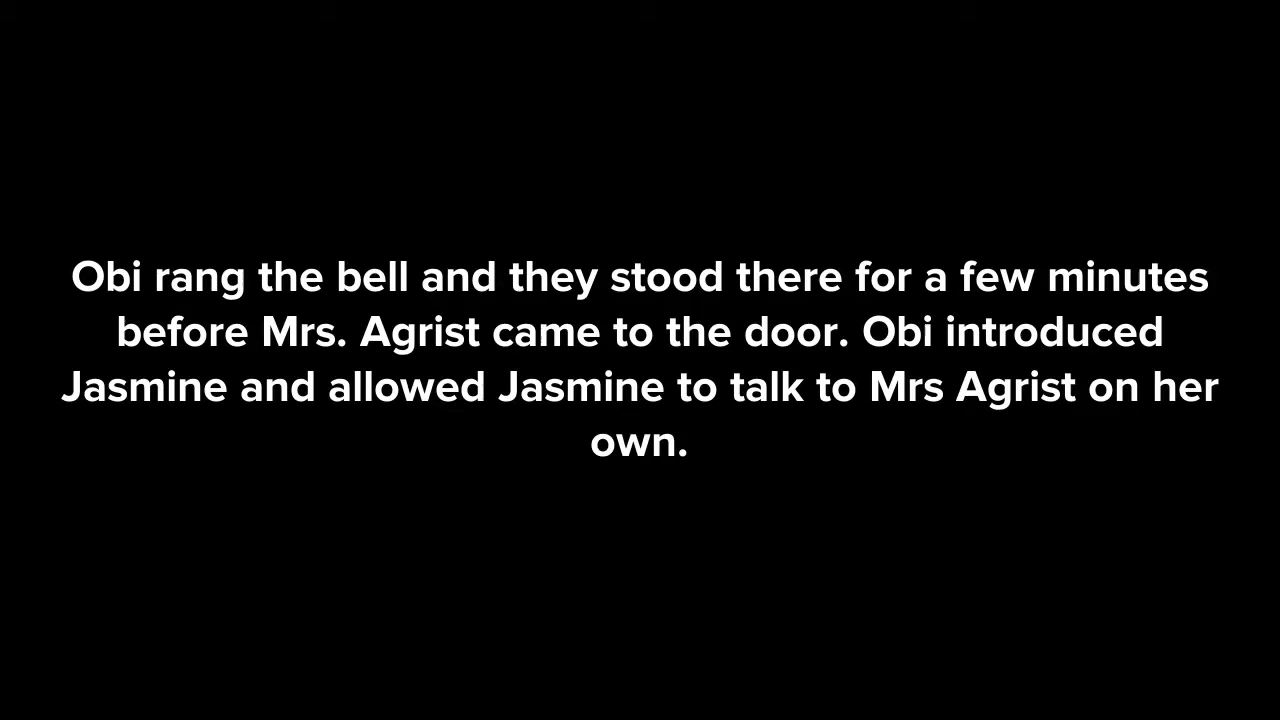 Obi rang the bell and they stood there for a few minutes
before Mrs. Agrist came to the door. Obi introduced
Jasmine and allowed Jasmine to talk to Mrs Agrist on her
own.